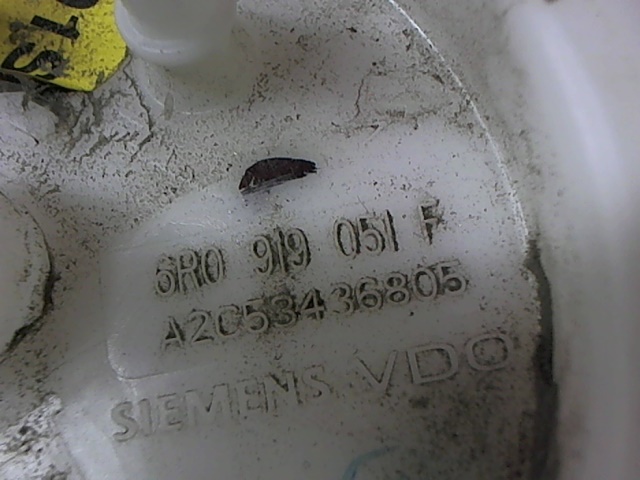 6R0 919 051 F
A2C53436805
SIEMENS VDO